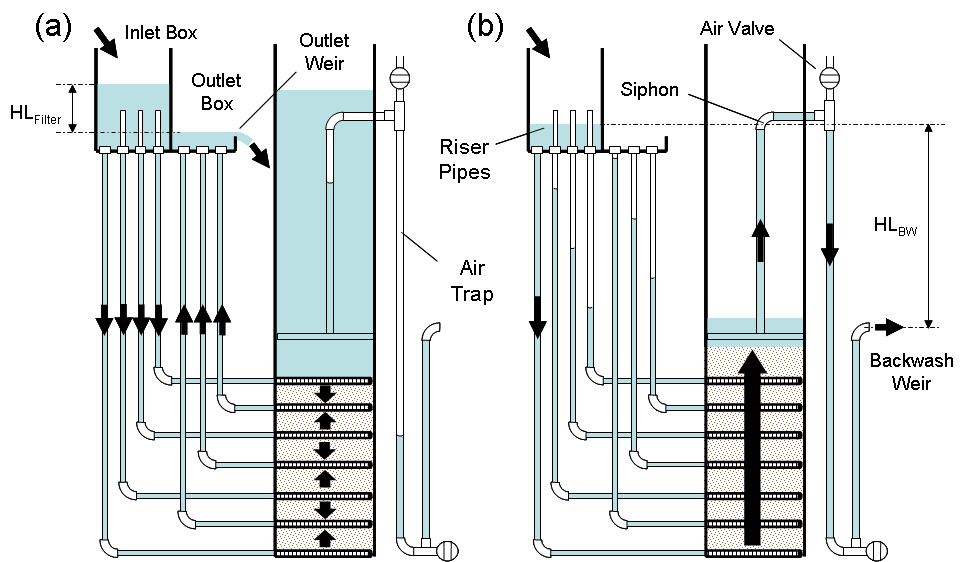 (a)
Inlet Box
Outlet
Weir
Outlet
Box
HLFilter
Air
Trap
(b)
Air Valve
Siphon
Riser
Pipes
HLBW
Backwash
Weir